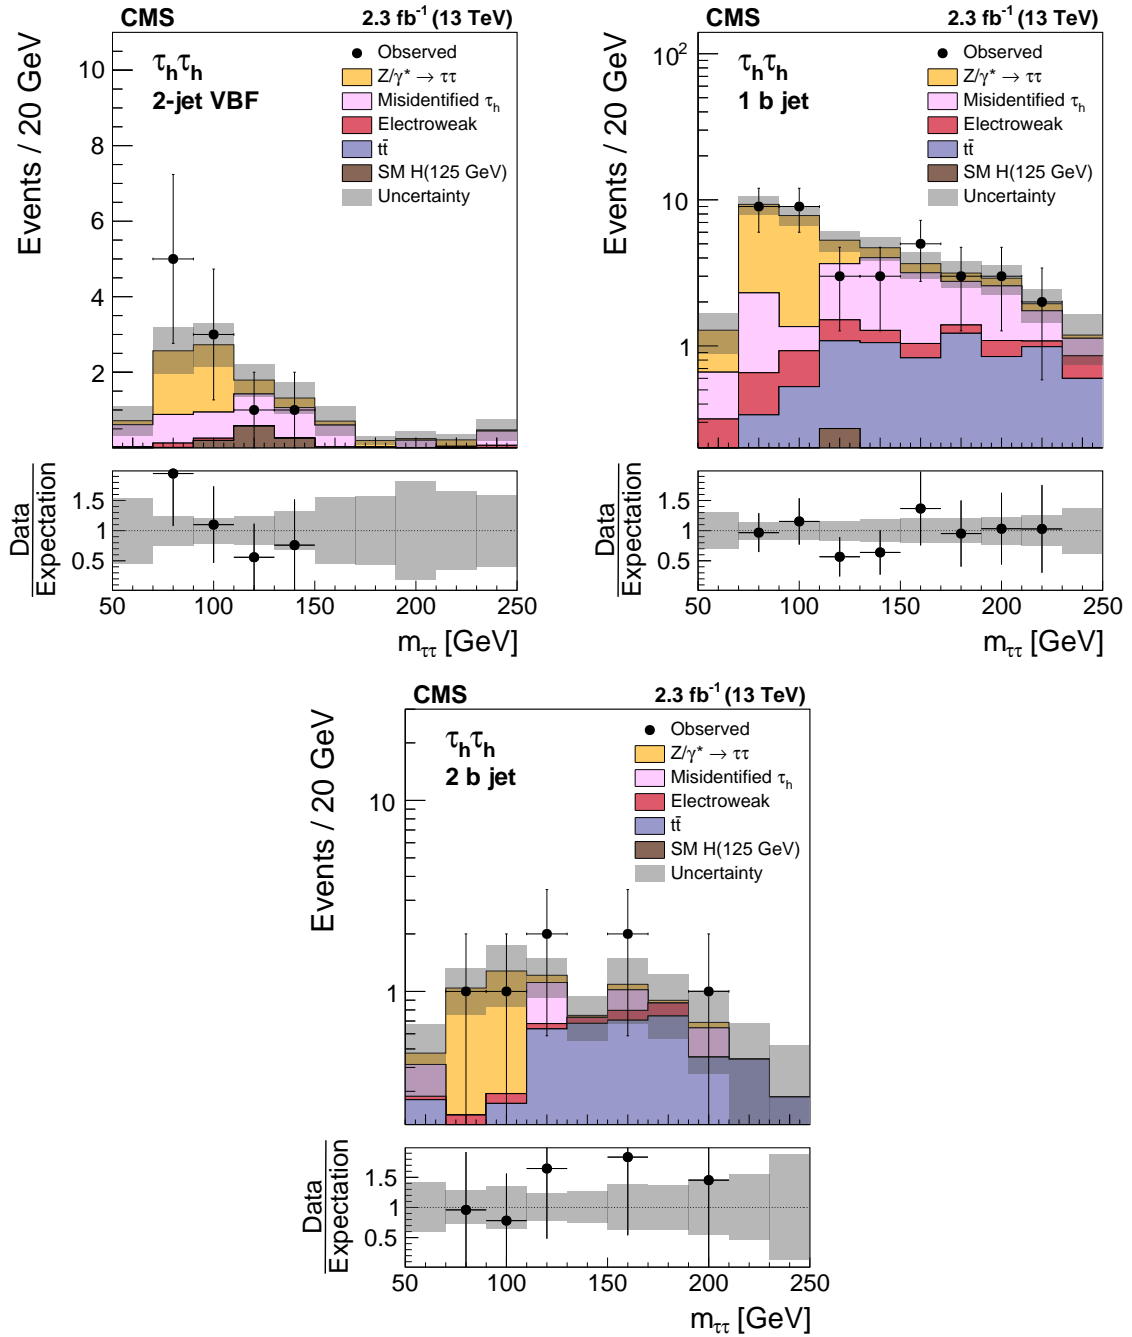 CMS 2.3 fb⁻¹ (13 TeV)
τₕτₕ
2-jet VBF
Observed
Z/γ* → ττ
Misidentified τₕ
Electroweak
tt̄
SM H(125 GeV)
Uncertainty
Events / 20 GeV
10
8
6
4
2
Data
Expectation
1.5
1
0.5
50 100 150 200 250
m_ττ [GeV]
CMS 2.3 fb⁻¹ (13 TeV)
τₕτₕ
1 b jet
Observed
Z/γ* → ττ
Misidentified τₕ
Electroweak
tt̄
SM H(125 GeV)
Uncertainty
Events / 20 GeV
10²
10
1
Data
Expectation
1.5
1
0.5
50 100 150 200 250
m_ττ [GeV]
CMS 2.3 fb⁻¹ (13 TeV)
τₕτₕ
2 b jet
Observed
Z/γ* → ττ
Misidentified τₕ
Electroweak
tt̄
SM H(125 GeV)
Uncertainty
Events / 20 GeV
10
1
Data
Expectation
1.5
1
0.5
50 100 150 200 250
m_ττ [GeV]